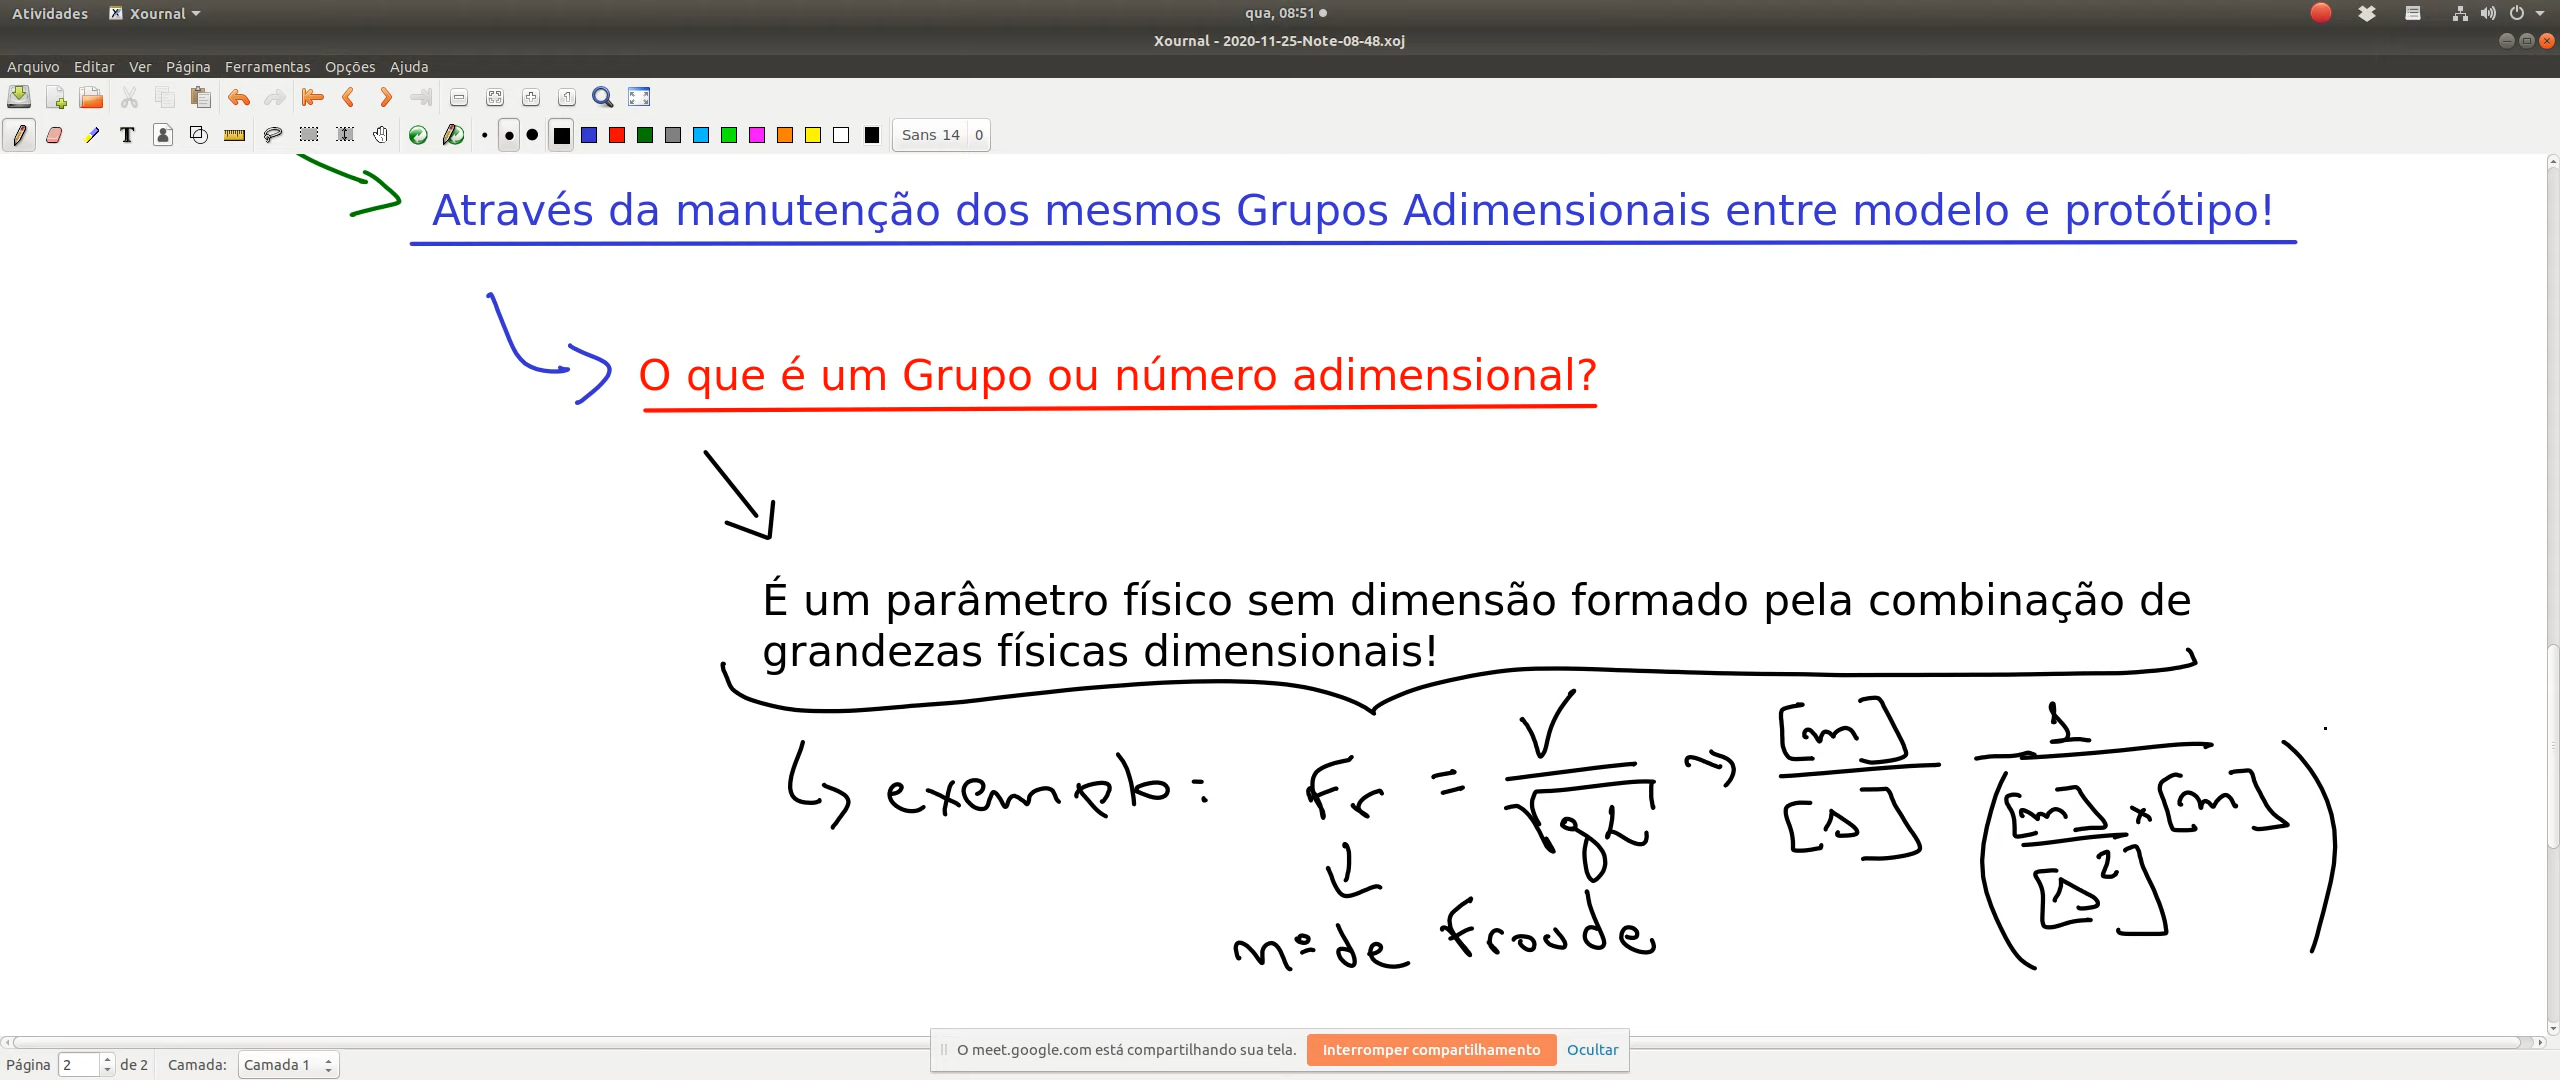 Atividades Xournal qua, 08:51
Xournal - 2020-11-25-Note-08-48.xoj
Arquivo Editar Ver Página Ferramentas Opções Ajuda
T Sans 14 0
Através da manutenção dos mesmos Grupos Adimensionais entre modelo e protótipo!
O que é um Grupo ou número adimensional?
É um parâmetro físico sem dimensão formado pela combinação de
grandezas físicas dimensionais!
exemplo: Fr = V / √gL ⇒ [m] / [s] 1 / ([m] / [s²] × [m])
nº de Froude
O meet.google.com está compartilhando sua tela. Interromper compartilhamento Ocultar
Página 2 de 2 Camada: Camada 1